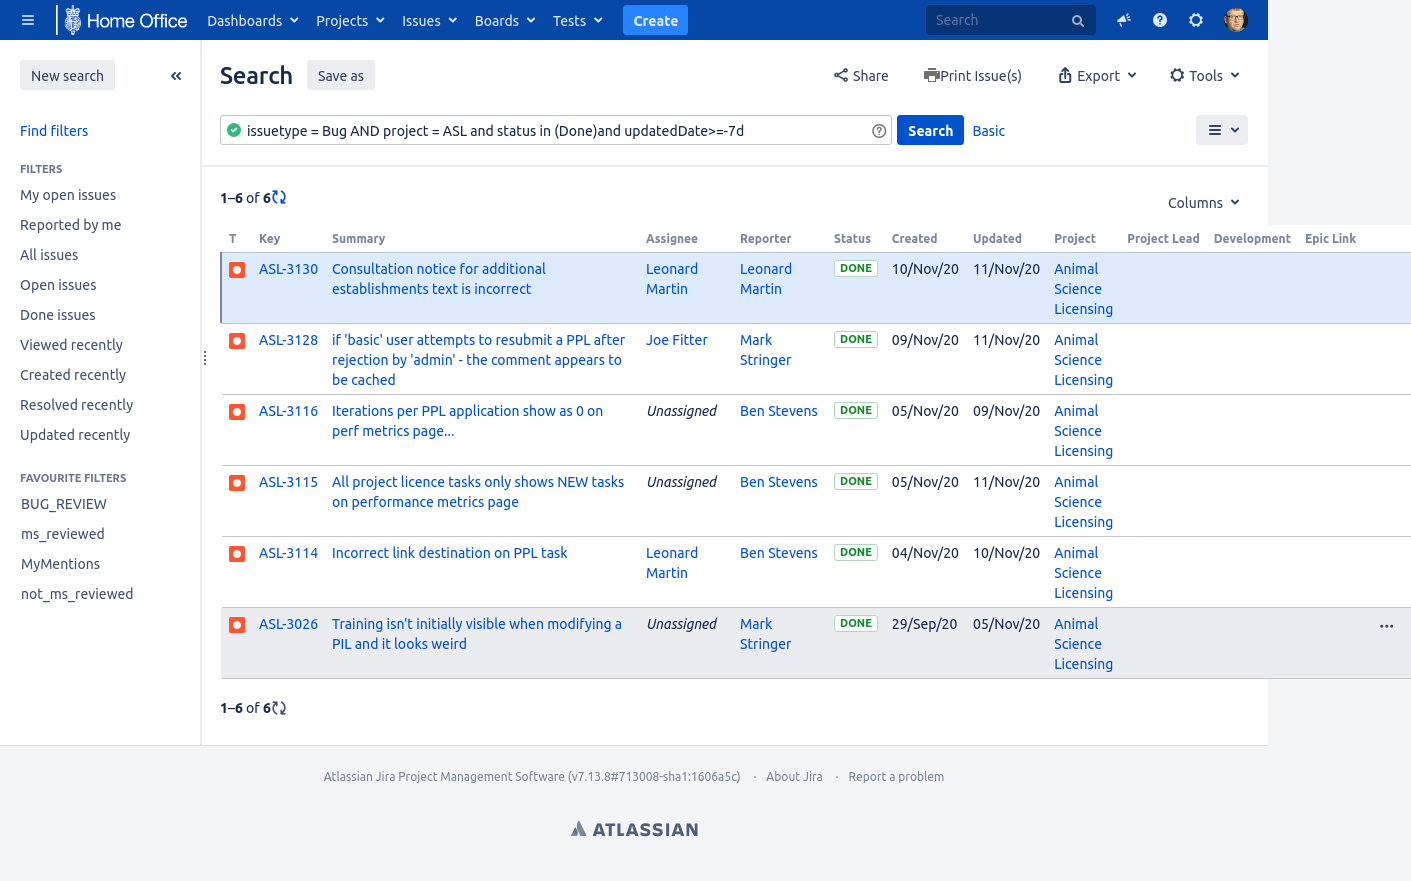 Home Office Dashboards Projects Issues Boards Tests Create Search
New search
Search Save as Share Print Issue(s) Export Tools
issuetype = Bug AND project = ASL and status in (Done)and updatedDate>=-7d Search Basic
Find filters
FILTERS
My open issues
Reported by me
All issues
Open issues
Done issues
Viewed recently
Created recently
Resolved recently
Updated recently
FAVOURITE FILTERS
BUG_REVIEW
ms_reviewed
MyMentions
not_ms_reviewed
1–6 of 6
Columns
T Key Summary Assignee Reporter Status Created Updated Project Project Lead Development Epic Link
ASL-3130 Consultation notice for additional Leonard Leonard DONE 10/Nov/20 11/Nov/20 Animal
establishments text is incorrect Martin Martin Science
Licensing
ASL-3128 if 'basic' user attempts to resubmit a PPL after Joe Fitter Mark DONE 09/Nov/20 11/Nov/20 Animal
rejection by 'admin' - the comment appears to Stringer Science
be cached Licensing
ASL-3116 Iterations per PPL application show as 0 on Unassigned Ben Stevens DONE 05/Nov/20 09/Nov/20 Animal
perf metrics page... Science
Licensing
ASL-3115 All project licence tasks only shows NEW tasks Unassigned Ben Stevens DONE 05/Nov/20 11/Nov/20 Animal
on performance metrics page Science
Licensing
ASL-3114 Incorrect link destination on PPL task Leonard Ben Stevens DONE 04/Nov/20 10/Nov/20 Animal
Martin Science
Licensing
ASL-3026 Training isn't initially visible when modifying a Unassigned Mark DONE 29/Sep/20 05/Nov/20 Animal
PIL and it looks weird Stringer Science
Licensing
1–6 of 6
Atlassian Jira Project Management Software (v7.13.8#713008-sha1:1606a5c) · About Jira · Report a problem
ATLASSIAN